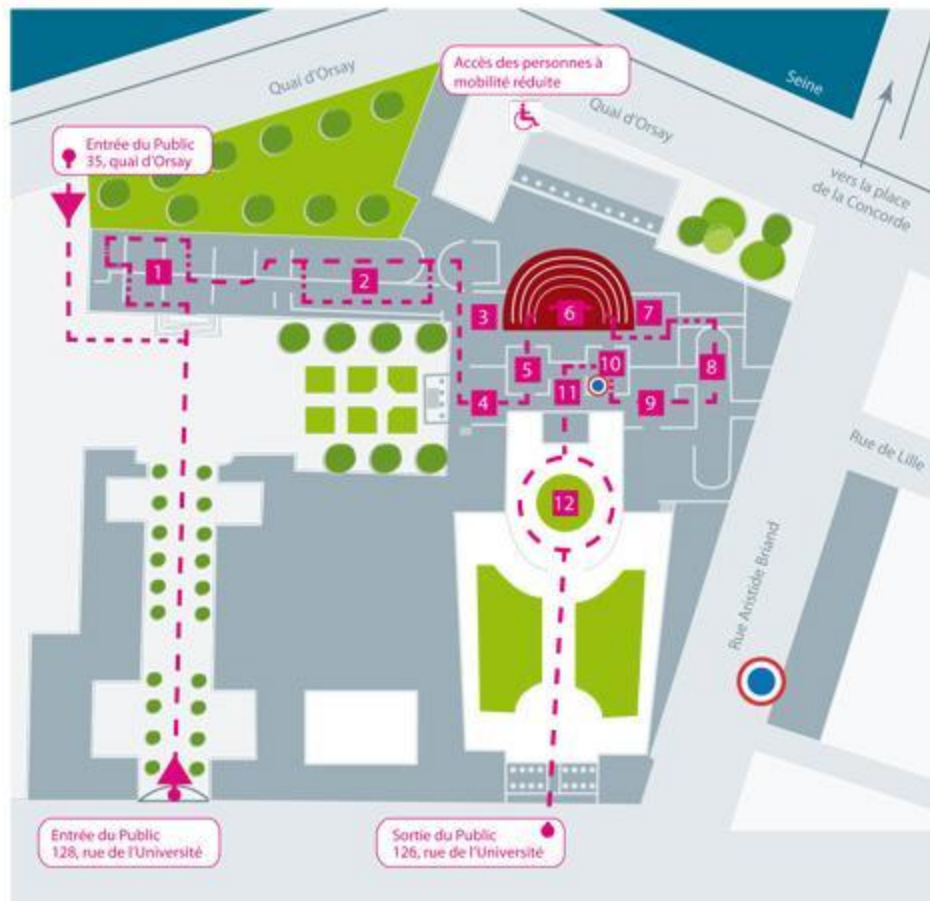 Quai d'Orsay
Accès des personnes à
mobilité réduite
Seine
Quai d'Orsay
vers la place
de la Concorde
Entrée du Public
35, quai d'Orsay
1
2
3
6
7
5
10
8
11
4
9
Rue de Lille
12
Rue Aristide Briand
Entrée du Public
128, rue de l'Université
Sortie du Public
126, rue de l'Université